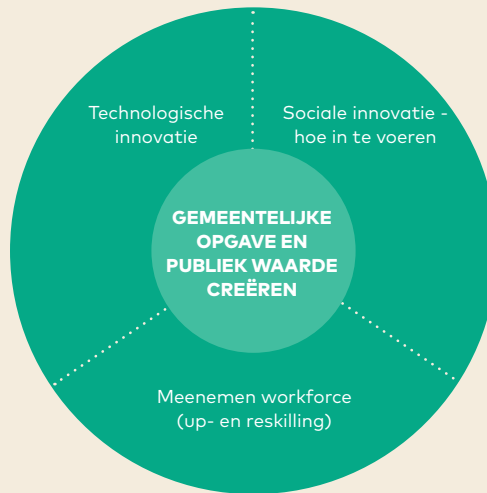 Technologische
innovatie
Sociale innovatie -
hoe in te voeren
GEMEENTELIJKE
OPGAVE EN
PUBLIEK WAARDE
CREËREN
Meenemen workforce
(up- en reskilling)